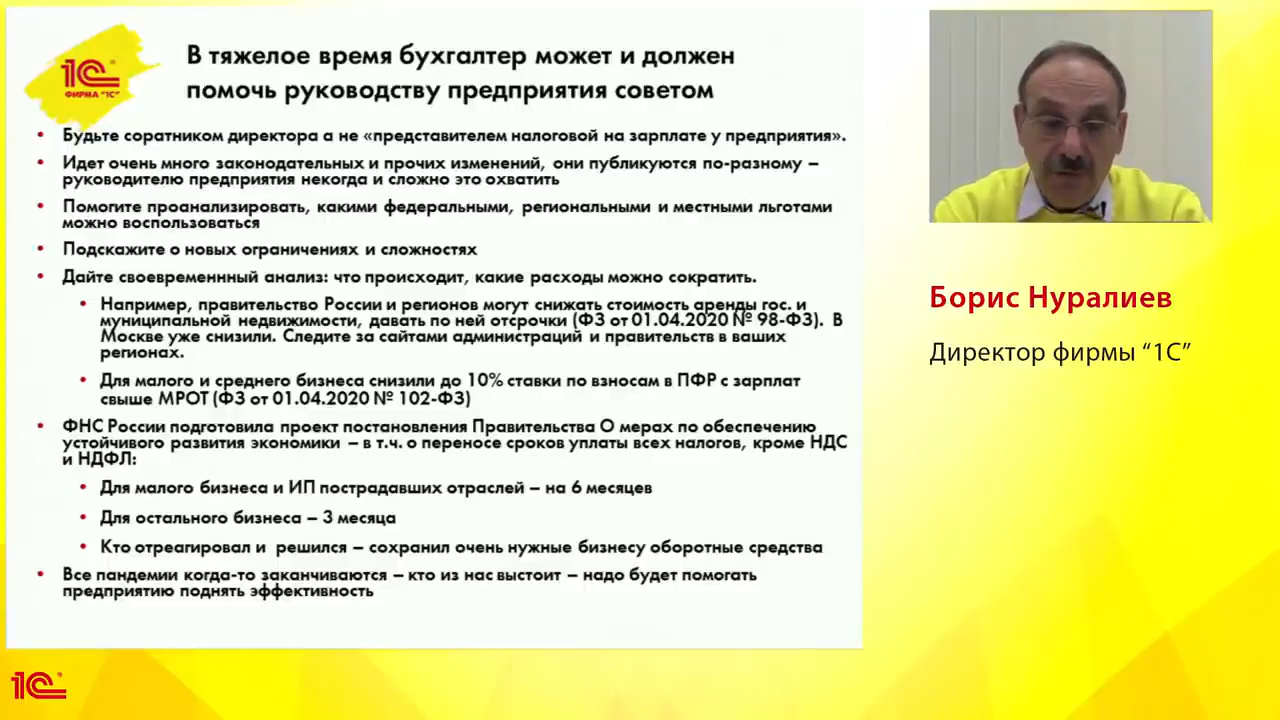 1С
ФИРМА "1С"
В тяжелое время бухгалтер может и должен
помочь руководству предприятия советом
• Будьте соратником директора а не «представителем налоговой на зарплате у предприятия».
• Идет очень много законодательных и прочих изменений, они публикуются по-разному –
руководителю предприятия некогда и сложно это охватить
• Помогите проанализировать, какими федеральными, региональными и местными льготами
можно воспользоваться
• Подскажите о новых ограничениях и сложностях
• Дайте своевременнный анализ: что происходит, какие расходы можно сократить.
• Например, правительство России и регионов могут снижать стоимость аренды гос. и
муниципальной недвижимости, давать по ней отсрочки (ФЗ от 01.04.2020 № 98-ФЗ). В
Москве уже снизили. Следите за сайтами администраций и правительств в ваших
регионах.
• Для малого и среднего бизнеса снизили до 10% ставки по взносам в ПФР с зарплат
свыше МРОТ (ФЗ от 01.04.2020 № 102-ФЗ)
• ФНС России подготовила проект постановления Правительства О мерах по обеспечению
устойчивого развития экономики – в т.ч. о переносе сроков уплаты всех налогов, кроме НДС
и НДФЛ:
• Для малого бизнеса и ИП пострадавших отраслей – на 6 месяцев
• Для остального бизнеса – 3 месяца
• Кто отреагировал и решился – сохранил очень нужные бизнесу оборотные средства
• Все пандемии когда-то заканчиваются – кто из нас выстоит – надо будет помогать
предприятию поднять эффективность
Борис Нуралиев
Директор фирмы “1С”
1С